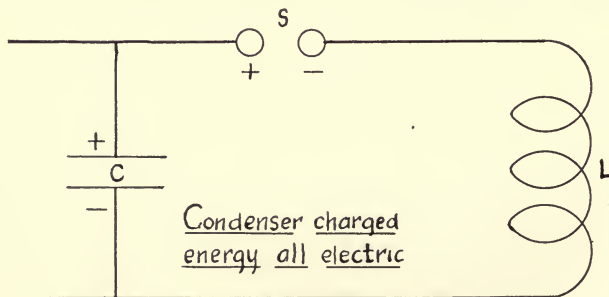 S
+ −
+
C
L
−
Condenser charged
energy all electric